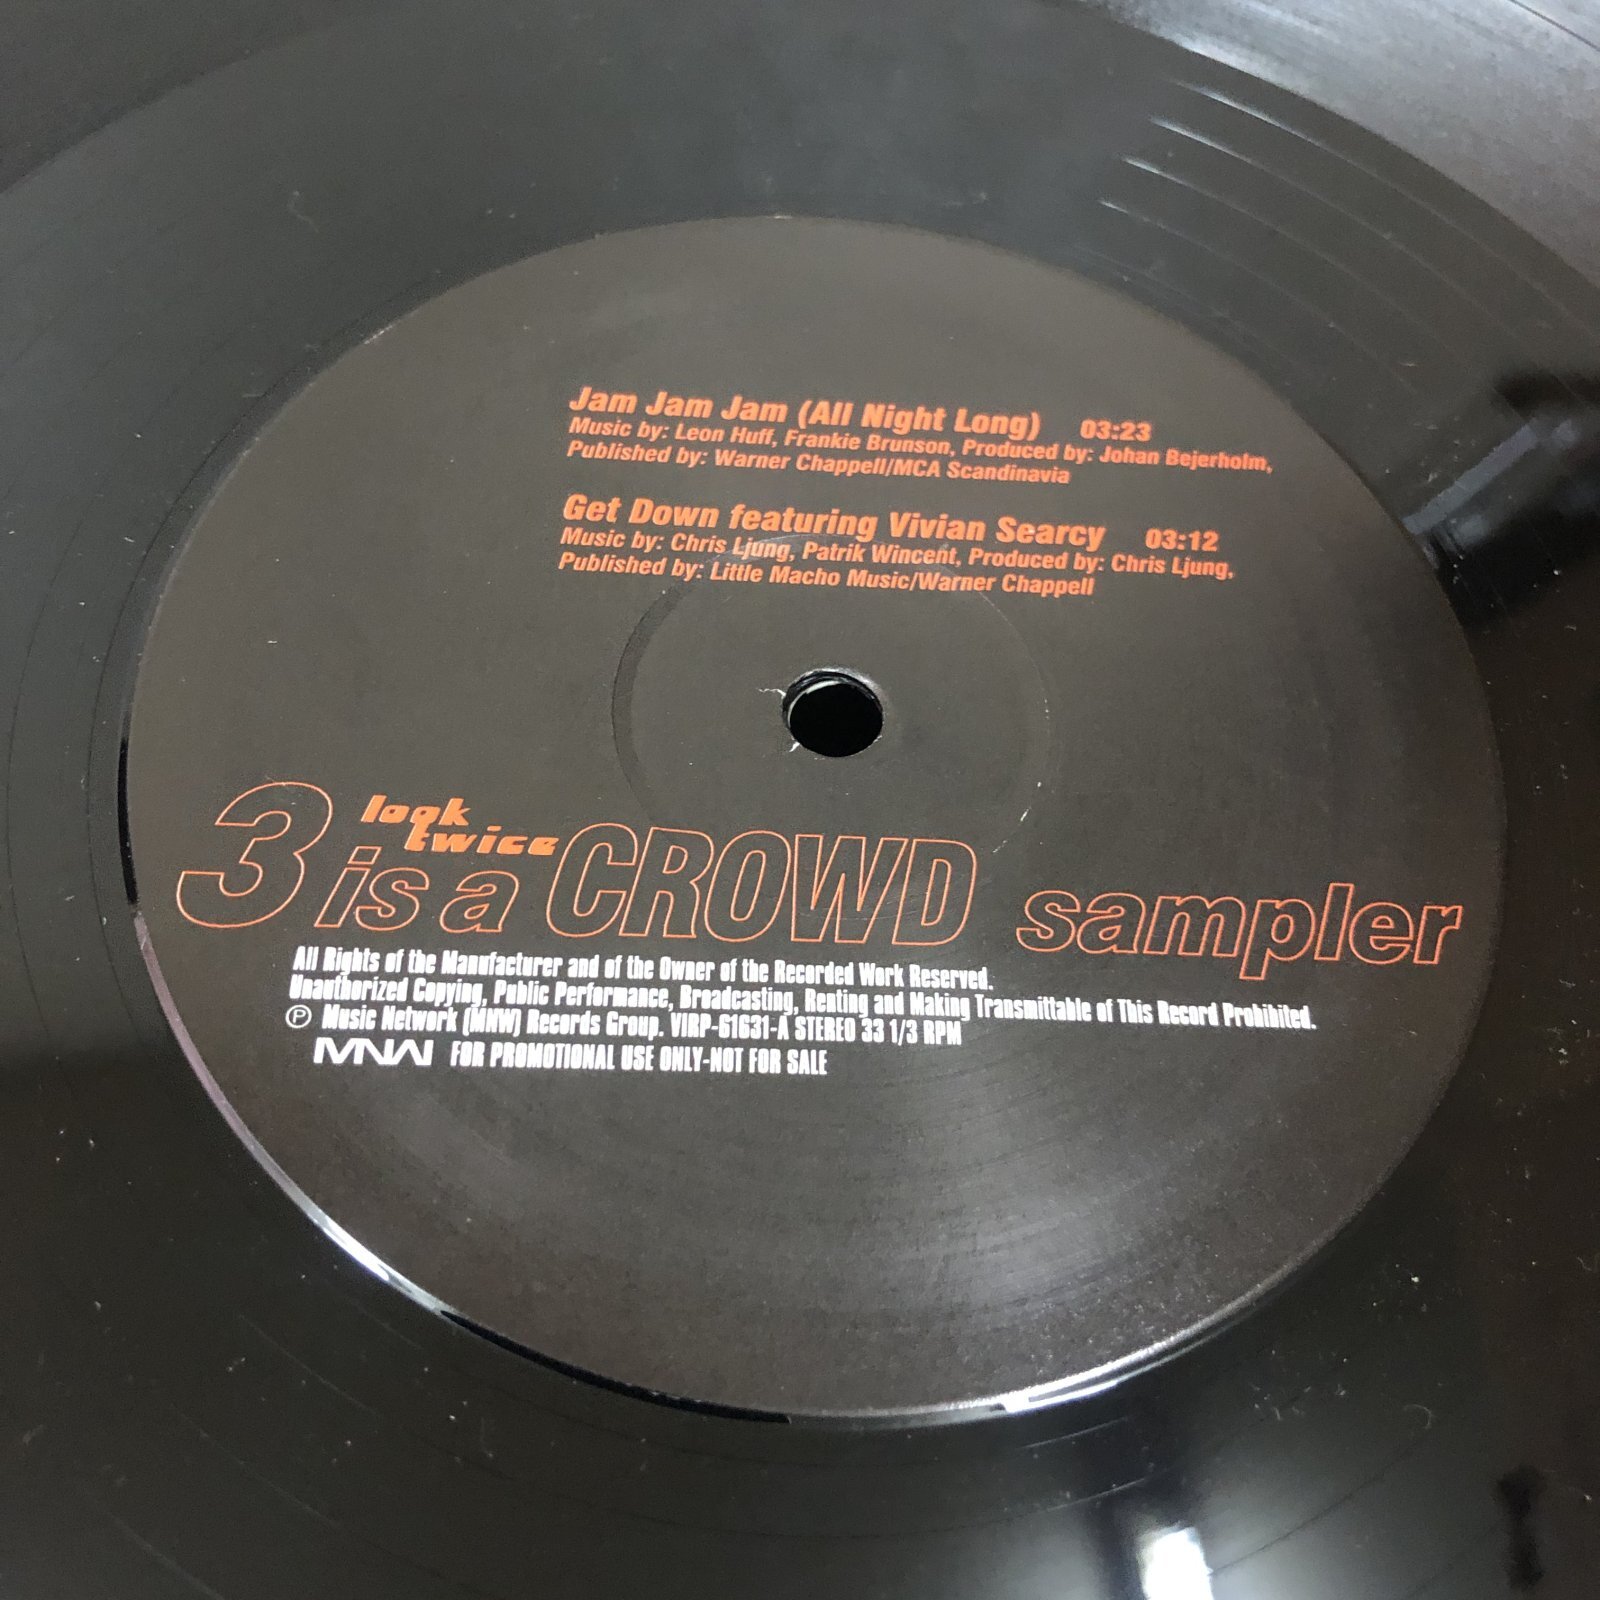 Jam Jam Jam (All Night Long) 03:23
Music by: Leon Huff, Frankie Brunson, Produced by: Johan Bejerholm,
Published by: Warner Chappell/MCA Scandinavia
Get Down featuring Vivian Searcy 03:12
Music by: Chris Ljung, Patrik Wincent, Produced by: Chris Ljung,
Published by: Little Macho Music/Warner Chappell
look
twice
3 is a CROWD sampler
All Rights of the Manufacturer and of the Owner of the Recorded Work Reserved.
Unauthorized Copying, Public Performance, Broadcasting, Renting and Making Transmittable of This Record Prohibited.
Ⓟ Music Network (MNW) Records Group. VIRP-61631-A STEREO 33 1/3 RPM
MNW FOR PROMOTIONAL USE ONLY-NOT FOR SALE